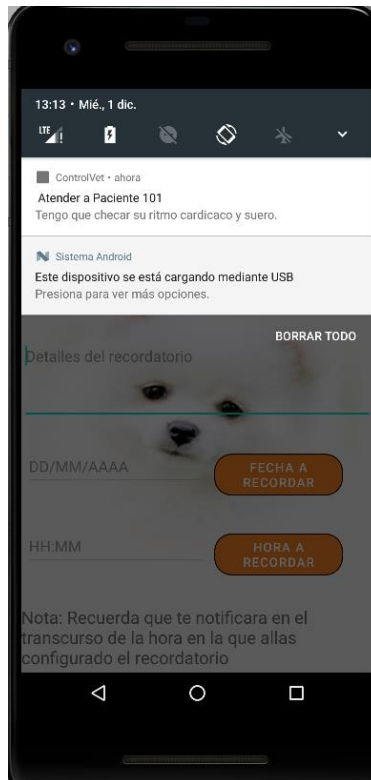 13:13 • Mié., 1 dic.
LTE
ControlVet • ahora
Atender a Paciente 101
Tengo que checar su ritmo cardicaco y suero.
Sistema Android
Este dispositivo se está cargando mediante USB
Presiona para ver más opciones.
BORRAR TODO
Detalles del recordatorio
DD/MM/AAAA
FECHA A
RECORDAR
HH:MM
HORA A
RECORDAR
Nota: Recuerda que te notificara en el
transcurso de la hora en la que allas
configurado el recordatorio